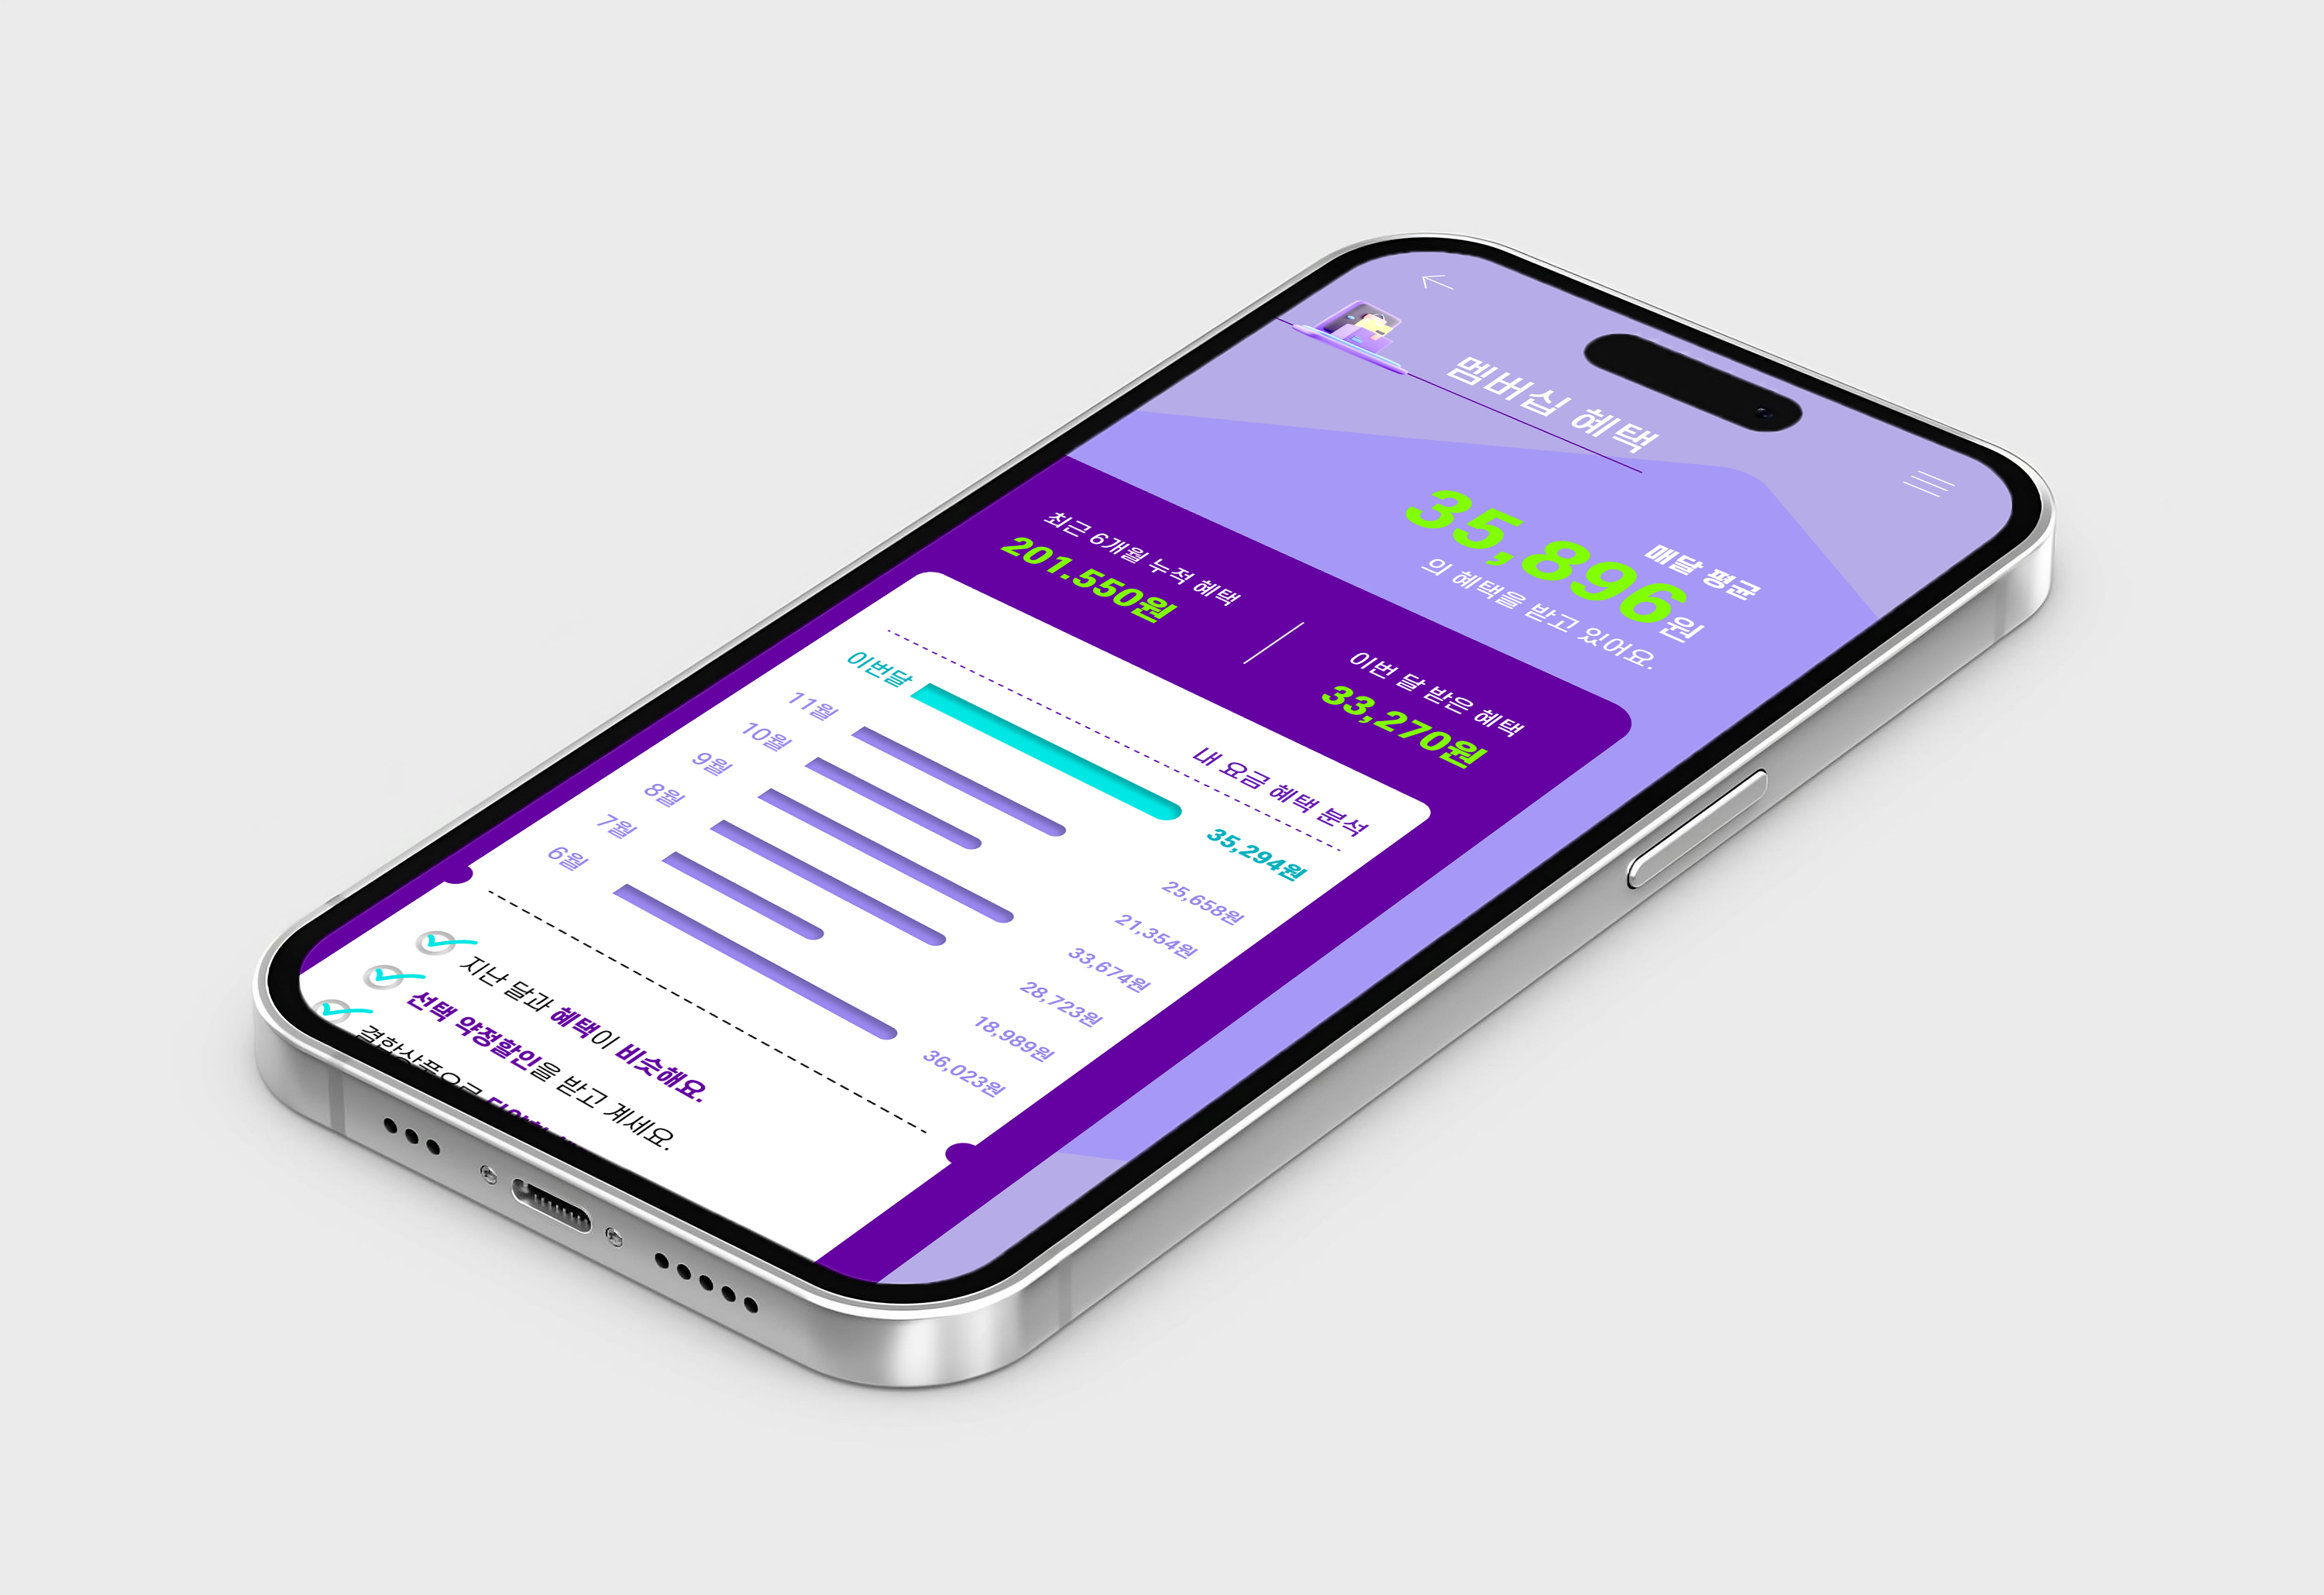 멤버십 혜택
매달 평균
35,896원
의 혜택을 받고 있어요.
최근 6개월 누적 혜택
201.550원
이번 달 받은 혜택
33,270원
내 요금 혜택 분석
이번달 35,294원
11월 25,658원
10월 21,354원
9월 33,674원
8월 28,723원
7월 18,989원
6월 36,023원
지난 달과 혜택이 비슷해요.
선택 약정할인을 받고 계세요.
결합상품으로